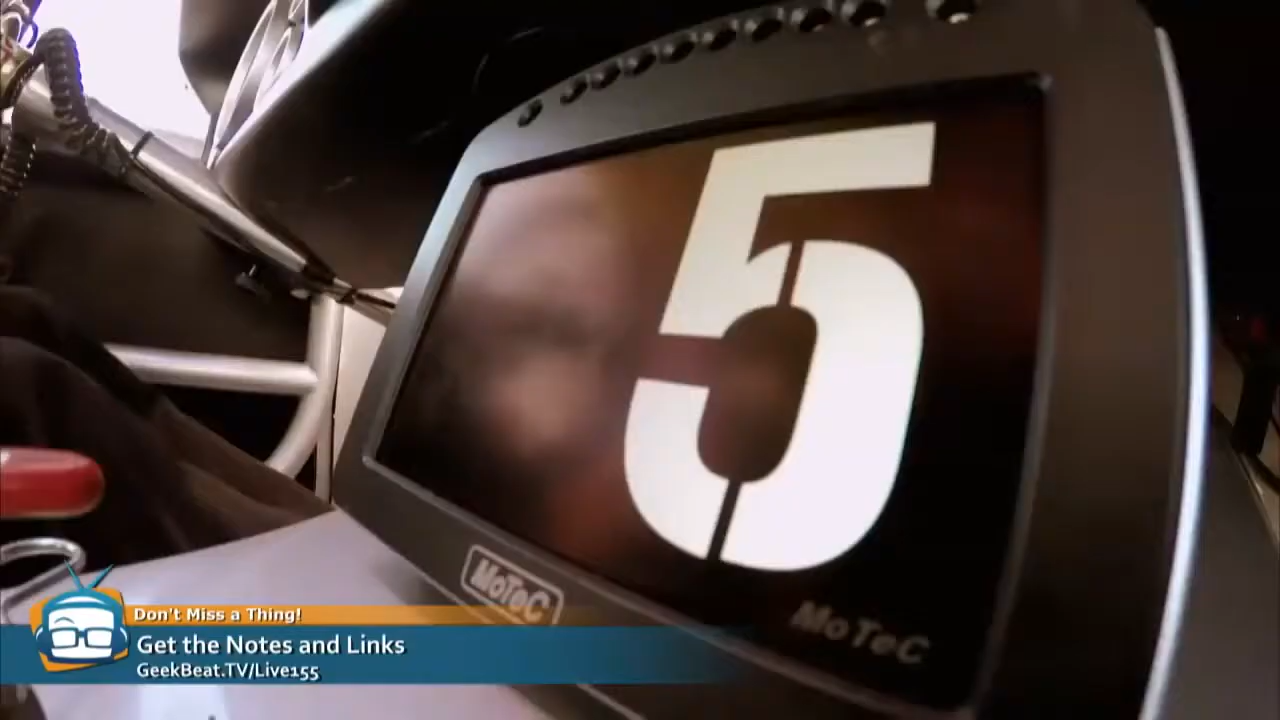 5
MoTeC
MoTeC
Don't Miss a Thing!
Get the Notes and Links
GeekBeat.TV/Live155